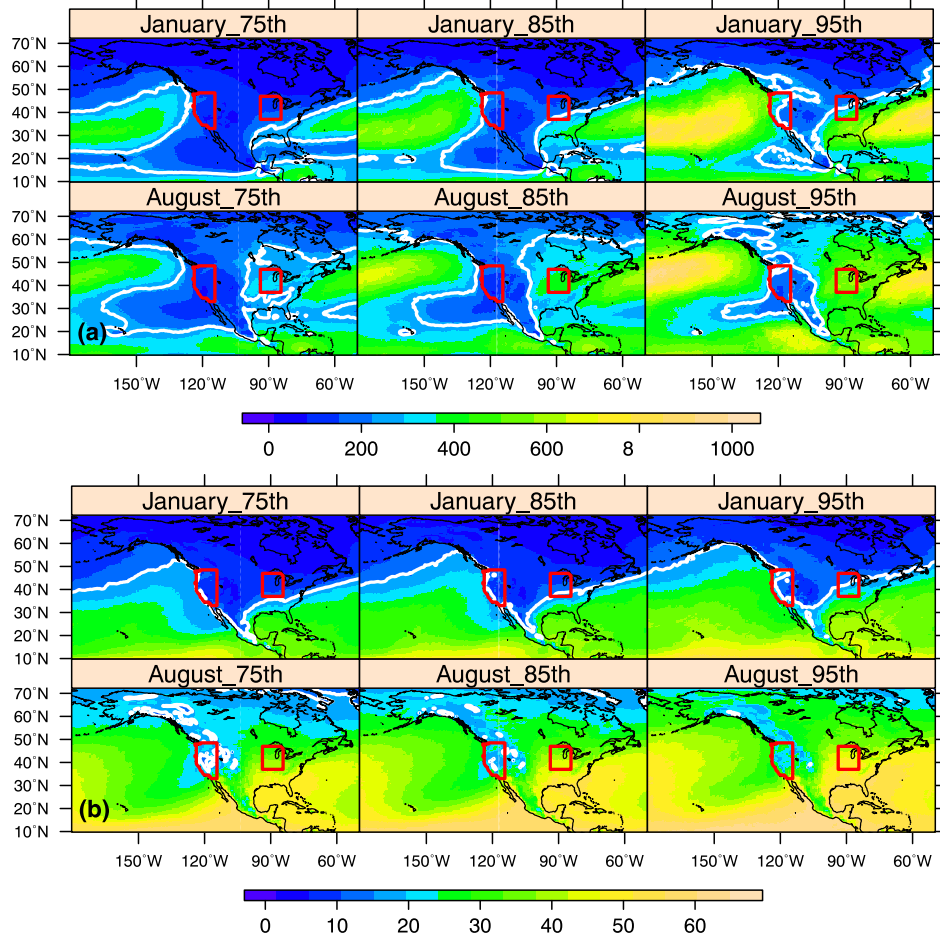 January_75th January_85th January_95th
70°N
60°N
50°N
40°N
30°N
20°N
10°N
August_75th August_85th August_95th
70°N
60°N
50°N
40°N
30°N
20°N
10°N
(a)
150°W 120°W 90°W 60°W 150°W 120°W 90°W 60°W 150°W 120°W 90°W 60°W
0 200 400 600 8 1000
January_75th January_85th January_95th
70°N
60°N
50°N
40°N
30°N
20°N
10°N
August_75th August_85th August_95th
70°N
60°N
50°N
40°N
30°N
20°N
10°N
(b)
150°W 120°W 90°W 60°W 150°W 120°W 90°W 60°W 150°W 120°W 90°W 60°W
0 10 20 30 40 50 60